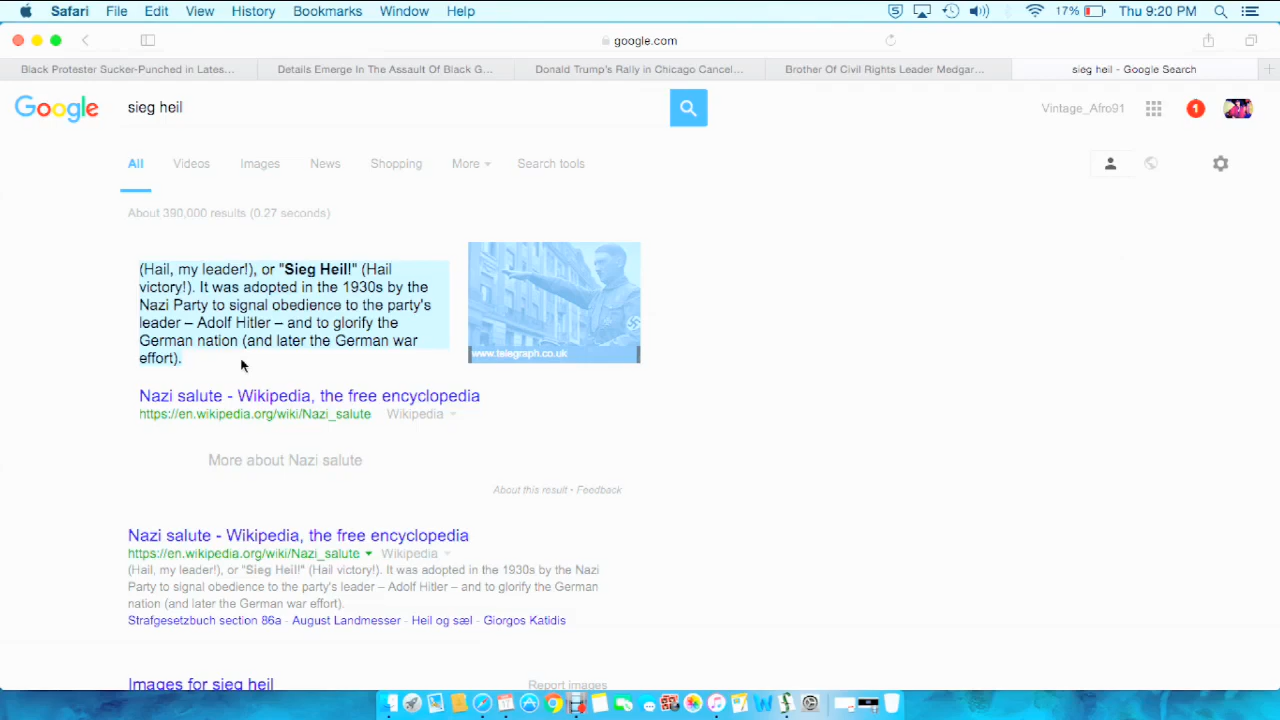 Safari File Edit View History Bookmarks Window Help 17% Thu 9:20 PM
google.com
Black Protester Sucker-Punched in Lates... Details Emerge In The Assault Of Black G... Donald Trump's Rally in Chicago Cancel... Brother Of Civil Rights Leader Medgar... sieg heil - Google Search
Google sieg heil Vintage_Afro91 1
All Videos Images News Shopping More Search tools
About 390,000 results (0.27 seconds)
(Hail, my leader!), or "Sieg Heil!" (Hail
victory!). It was adopted in the 1930s by the
Nazi Party to signal obedience to the party's
leader – Adolf Hitler – and to glorify the
German nation (and later the German war
effort).
www.telegraph.co.uk
Nazi salute - Wikipedia, the free encyclopedia
https://en.wikipedia.org/wiki/Nazi_salute Wikipedia
More about Nazi salute
About this result • Feedback
Nazi salute - Wikipedia, the free encyclopedia
https://en.wikipedia.org/wiki/Nazi_salute Wikipedia
(Hail, my leader!), or "Sieg Heil!" (Hail victory!). It was adopted in the 1930s by the Nazi
Party to signal obedience to the party's leader – Adolf Hitler – and to glorify the German
nation (and later the German war effort).
Strafgesetzbuch section 86a - August Landmesser - Heil og sæl - Giorgos Katidis
Images for sieg heil Report images